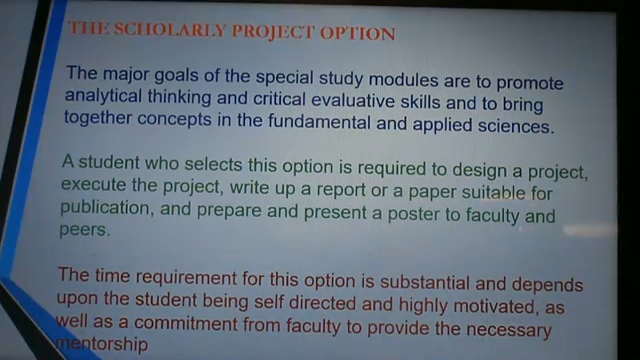 THE SCHOLARLY PROJECT OPTION
The major goals of the special study modules are to promote
analytical thinking and critical evaluative skills and to bring
together concepts in the fundamental and applied sciences.
A student who selects this option is required to design a project,
execute the project, write up a report or a paper suitable for
publication, and prepare and present a poster to faculty and
peers.
The time requirement for this option is substantial and depends
upon the student being self directed and highly motivated, as
well as a commitment from faculty to provide the necessary
mentorship